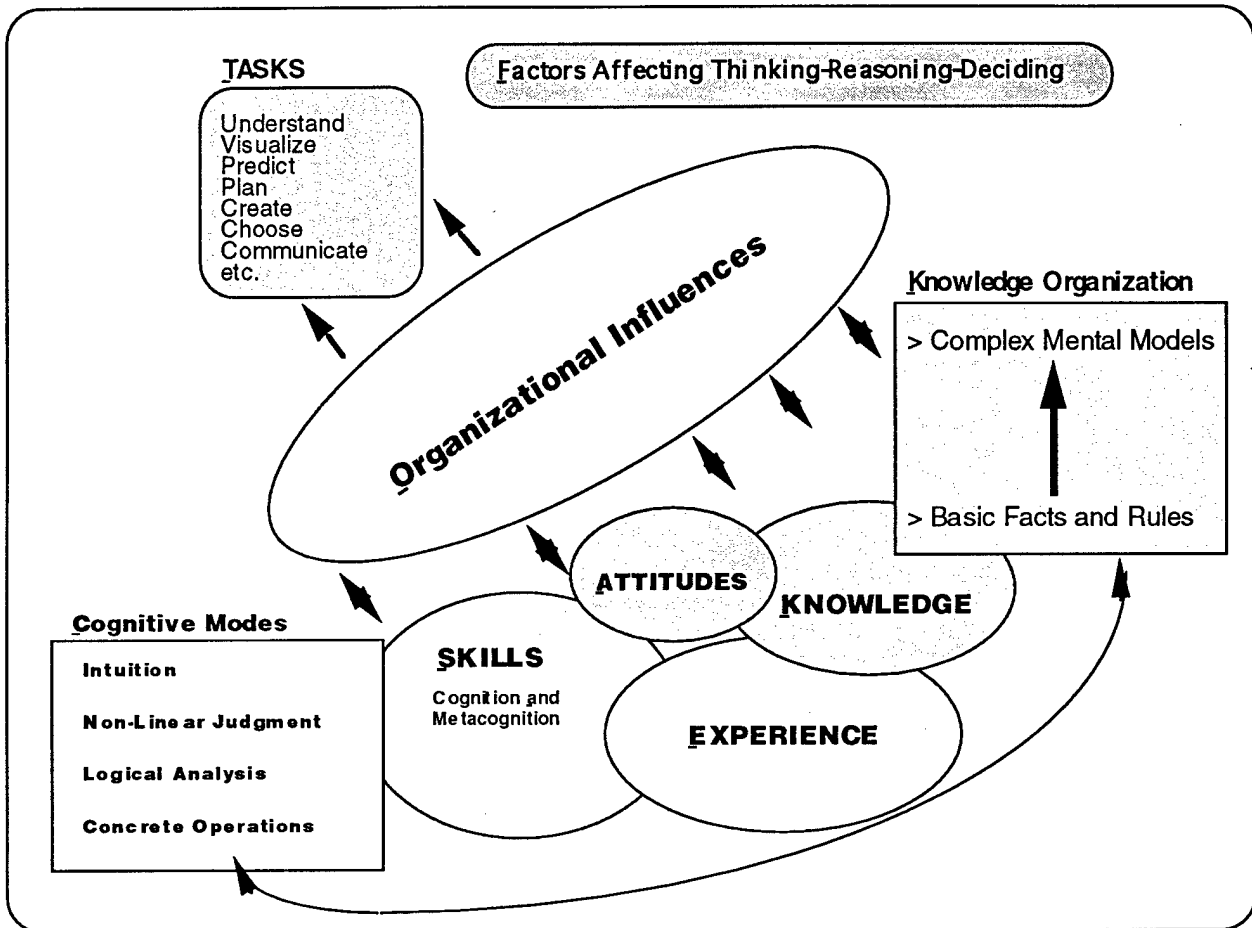 TASKS
Understand
Visualize
Predict
Plan
Create
Choose
Communicate
etc.
Factors Affecting Thinking-Reasoning-Deciding
Organizational Influences
Knowledge Organization
> Complex Mental Models
> Basic Facts and Rules
ATTITUDES
KNOWLEDGE
SKILLS
Cognition and
Metacognition
EXPERIENCE
Cognitive Modes
Intuition
Non-Linear Judgment
Logical Analysis
Concrete Operations